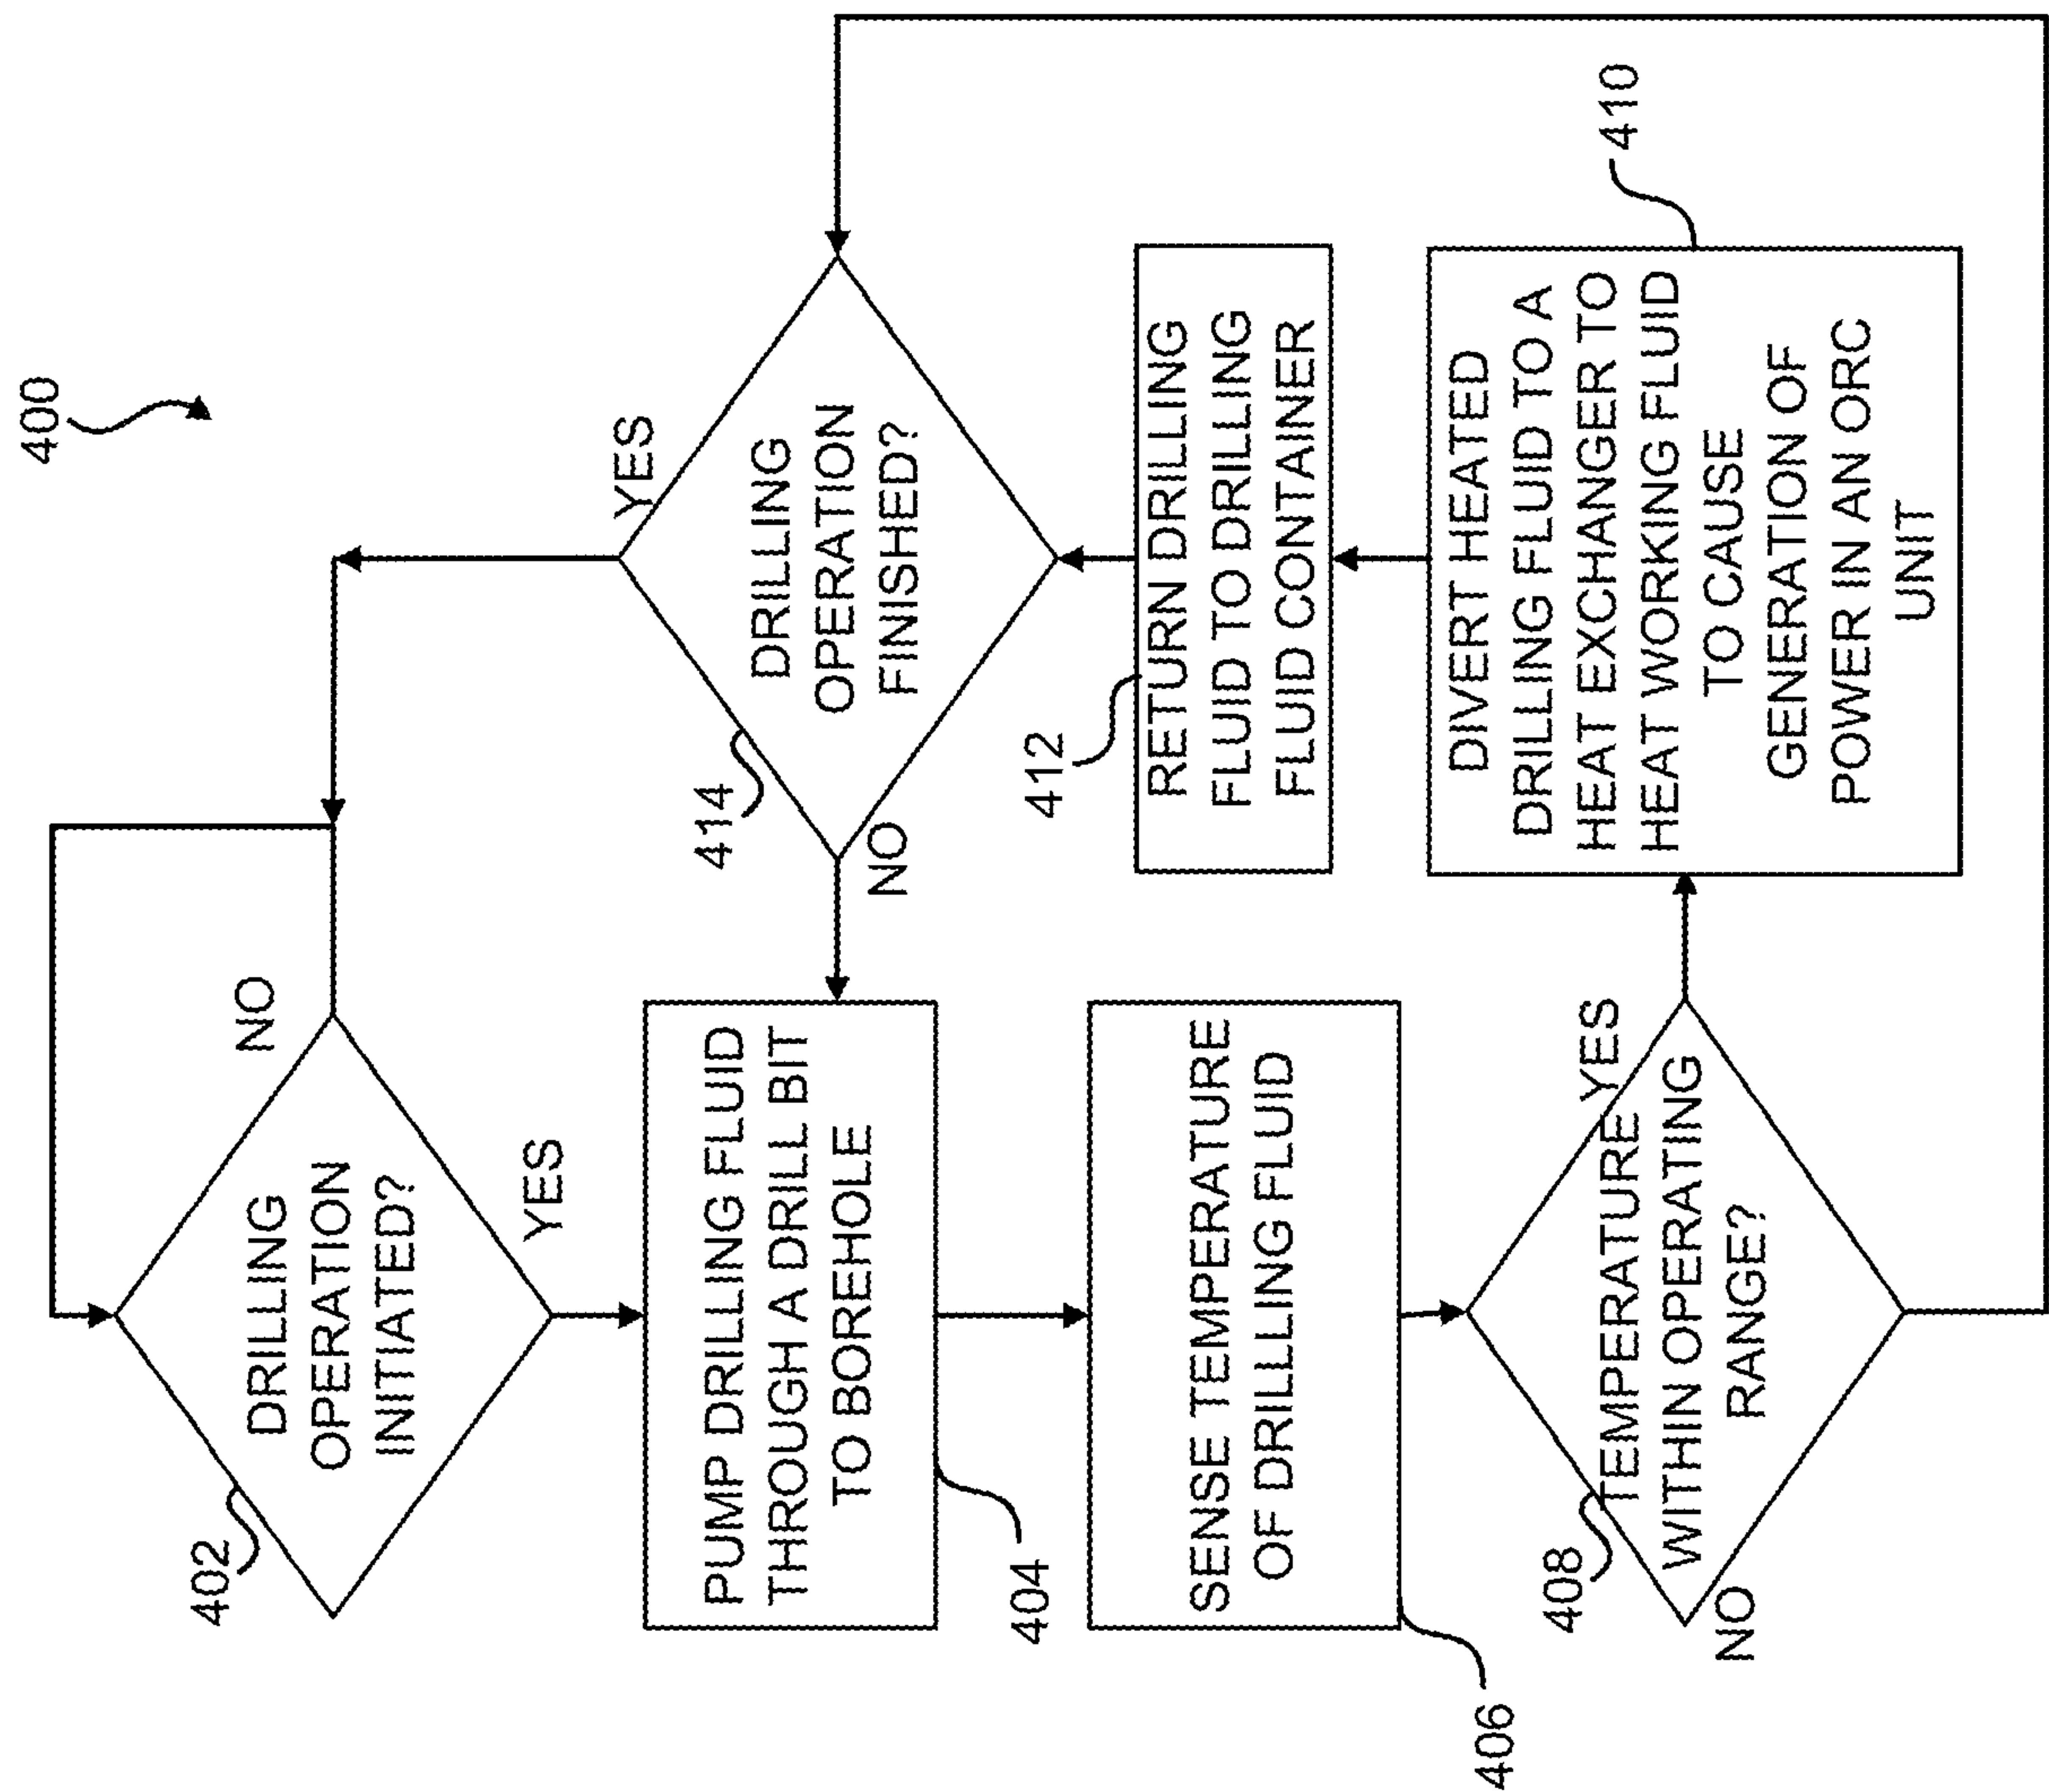 400
NO
DRILLING
OPERATION
INITIATED?
402
YES
PUMP DRILLING FLUID
THROUGH A DRILL BIT
TO BOREHOLE
404
SENSE TEMPERATURE
OF DRILLING FLUID
406
TEMPERATURE
WITHIN OPERATING
RANGE?
408
YES
NO
DIVERT HEATED
DRILLING FLUID TO A
HEAT EXCHANGER TO
HEAT WORKING FLUID
TO CAUSE
GENERATION OF
POWER IN AN ORC
UNIT
410
RETURN DRILLING
FLUID TO DRILLING
FLUID CONTAINER
412
DRILLING
OPERATION
FINISHED?
414
YES
NO